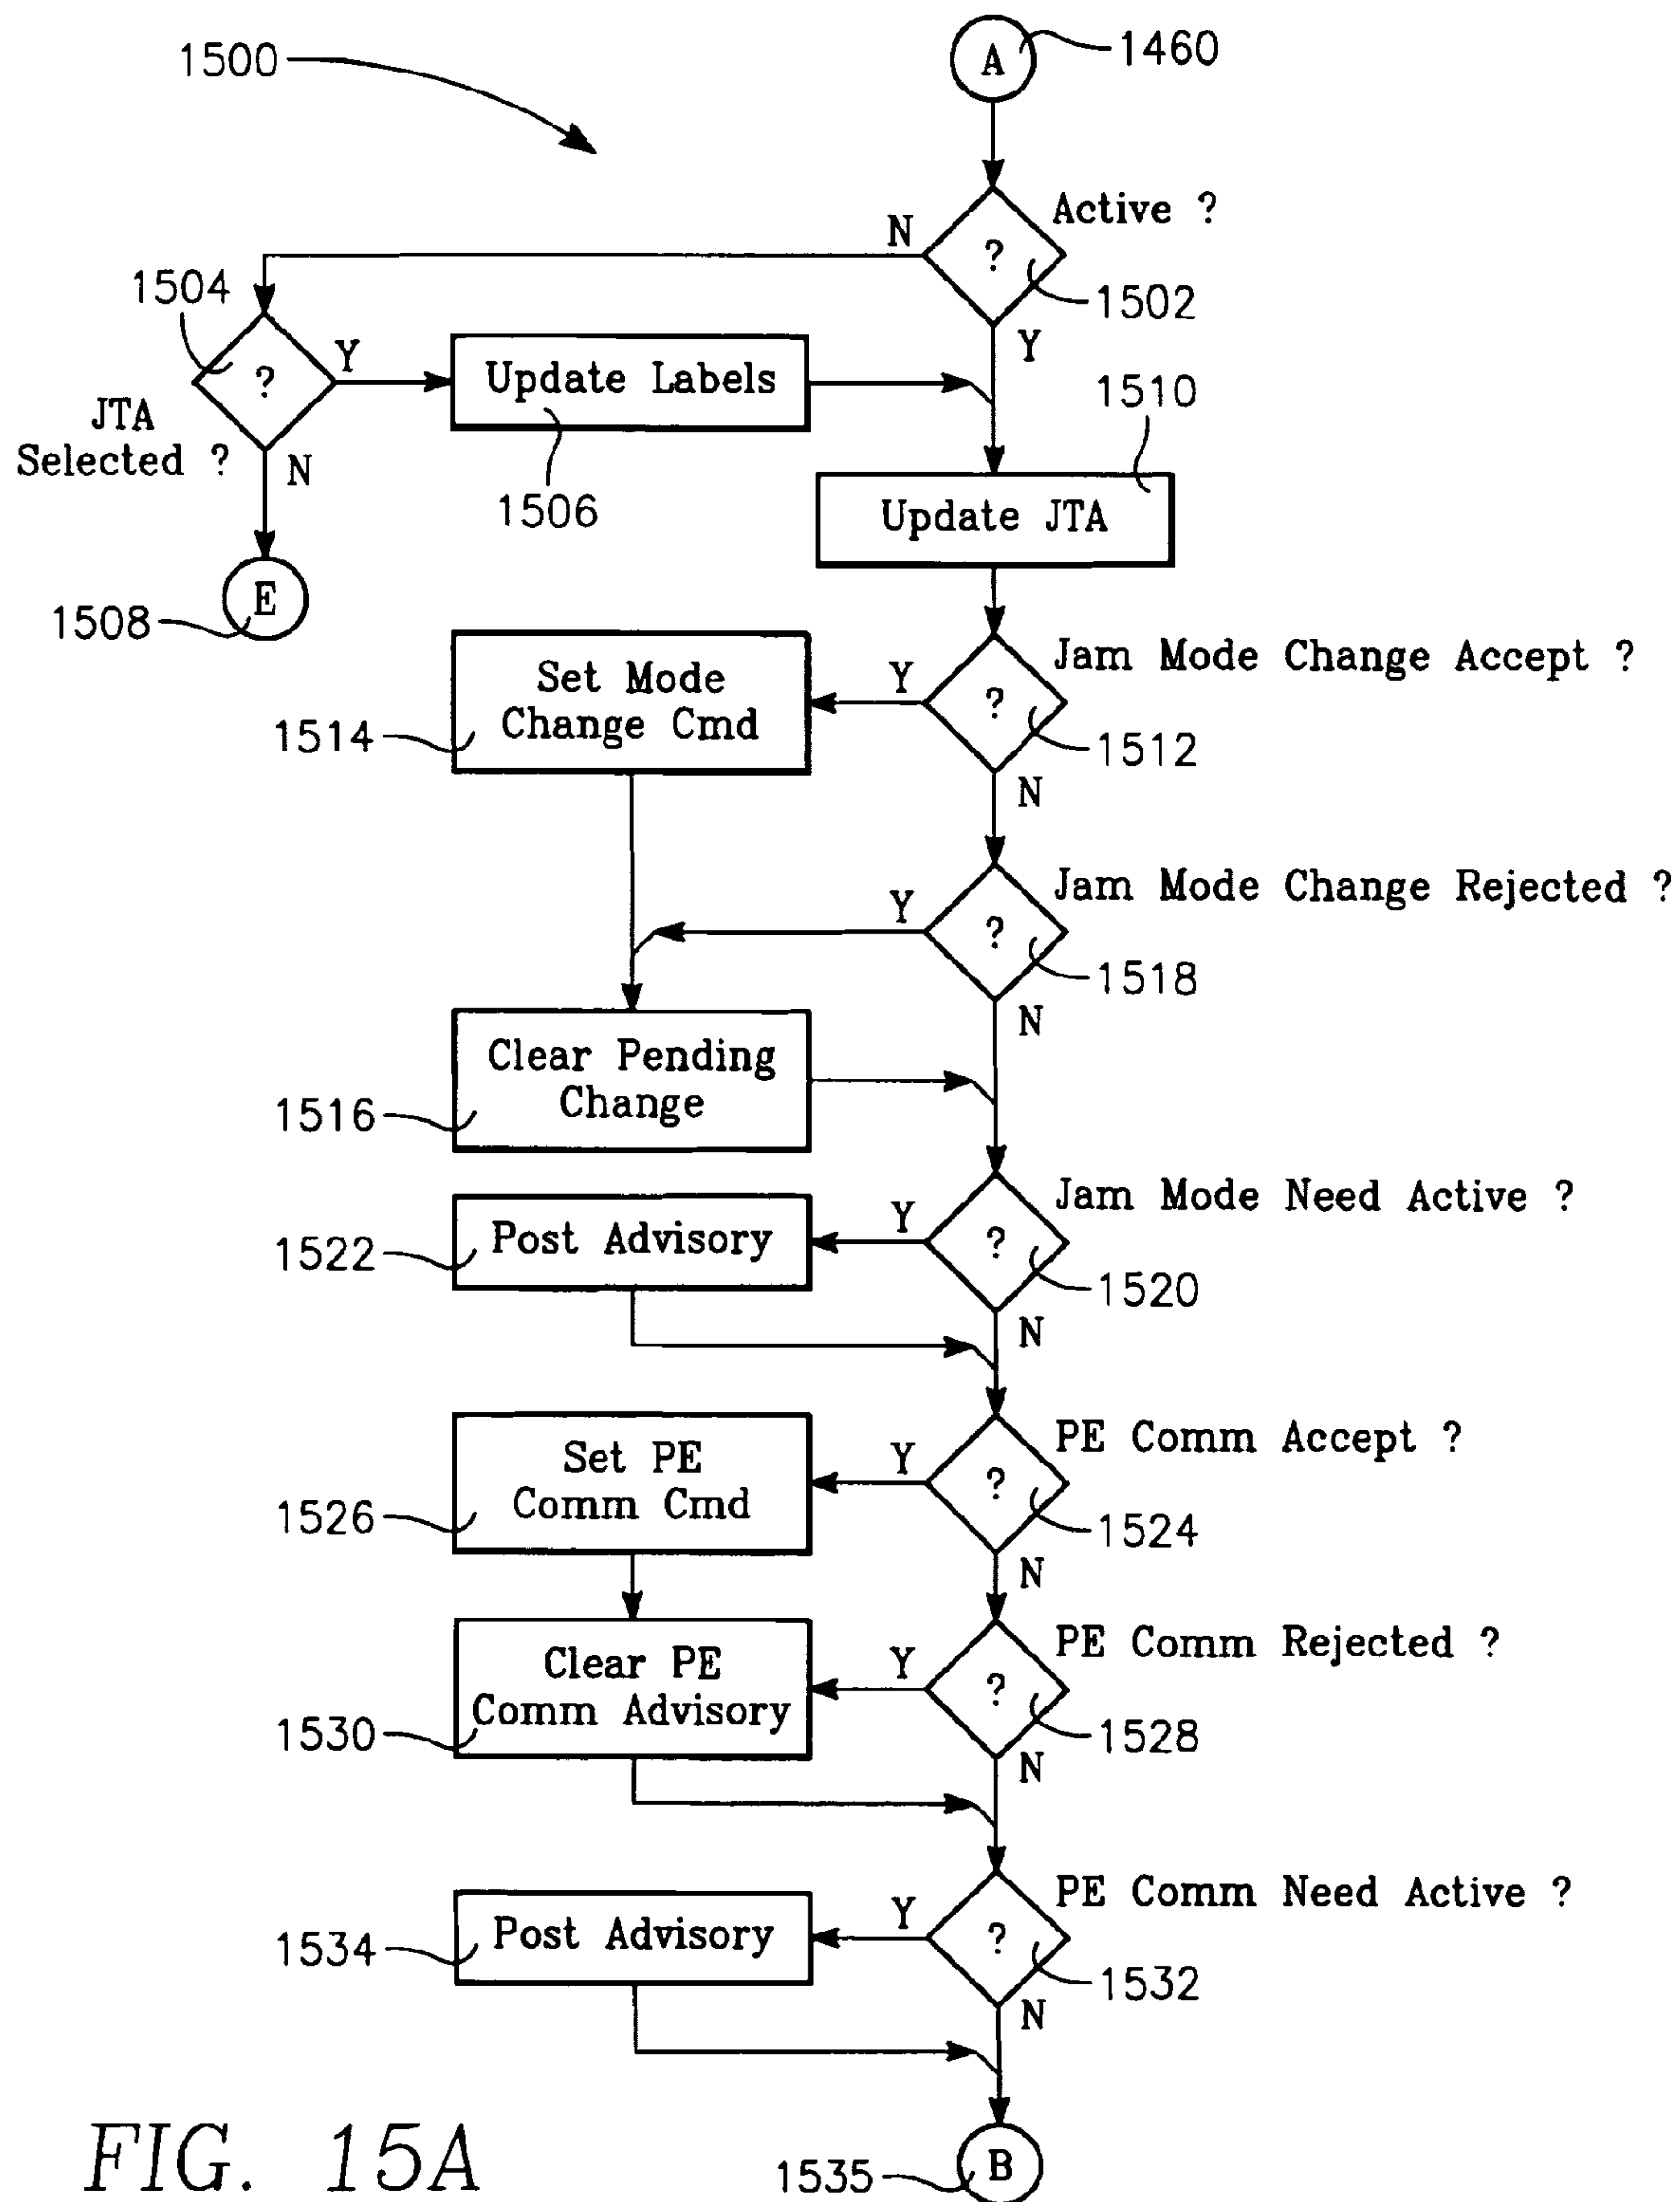 1500
A
1460
Active ?
N
?
1502
1504
Y
?
Y
Update Labels
1510
JTA
Selected ?
N
1506
Update JTA
E
1508
Jam Mode Change Accept ?
Set Mode
Change Cmd
Y
?
1514
1512
N
Jam Mode Change Rejected ?
Y
?
1518
N
Clear Pending
Change
1516
Jam Mode Need Active ?
Post Advisory
Y
?
1522
1520
N
PE Comm Accept ?
Set PE
Comm Cmd
Y
?
1526
1524
N
PE Comm Rejected ?
Clear PE
Comm Advisory
Y
?
1530
1528
N
PE Comm Need Active ?
Post Advisory
Y
?
1534
1532
N
FIG. 15A
1535
B